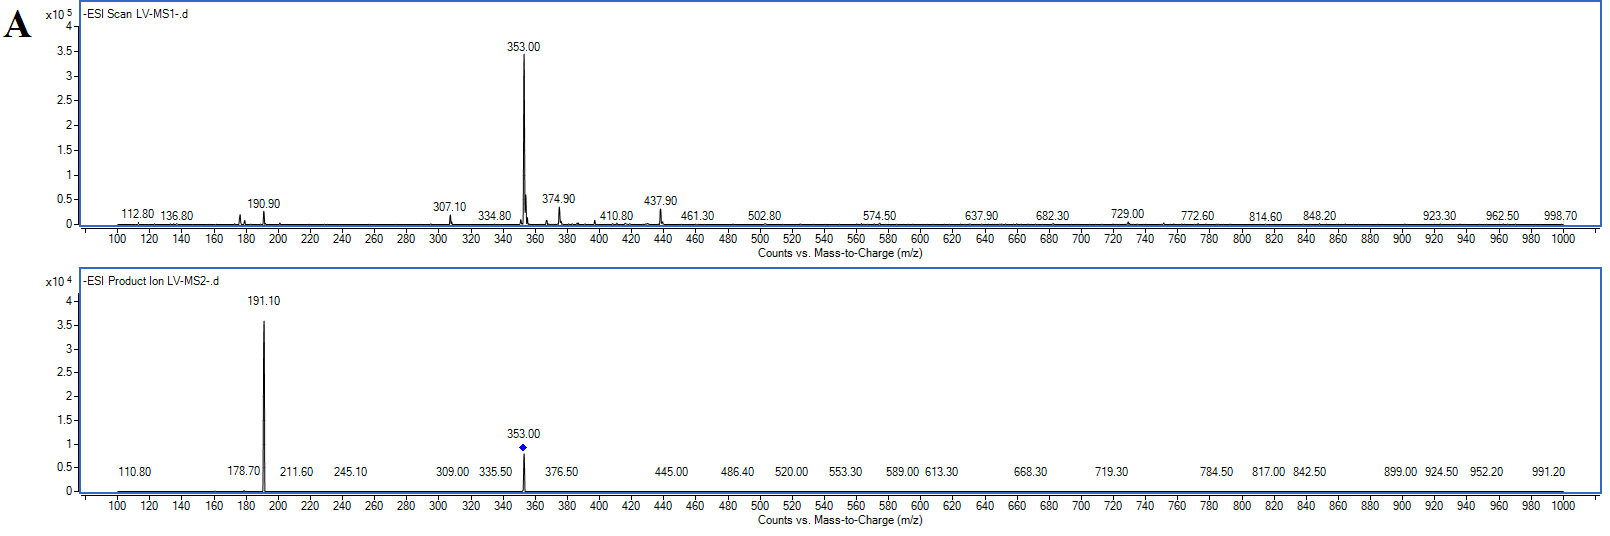 A
-ESI Scan LV-MS1-.d
x10 5
4
3.5
3
2.5
2
1.5
1
0.5
0
353.00
112.80 136.80 190.90 307.10 334.80 374.90 410.80 437.90 461.30 502.80 574.50 637.90 682.30 729.00 772.60 814.60 848.20 923.30 962.50 998.70
100 120 140 160 180 200 220 240 260 280 300 320 340 360 380 400 420 440 460 480 500 520 540 560 580 600 620 640 660 680 700 720 740 760 780 800 820 840 860 880 900 920 940 960 980 1000
Counts vs. Mass-to-Charge (m/z)
-ESI Product Ion LV-MS2-.d
x10 4
4
3.5
3
2.5
2
1.5
1
0.5
0
191.10
353.00
110.80 178.70 211.60 245.10 309.00 335.50 376.50 445.00 486.40 520.00 553.30 589.00 613.30 668.30 719.30 784.50 817.00 842.50 899.00 924.50 952.20 991.20
100 120 140 160 180 200 220 240 260 280 300 320 340 360 380 400 420 440 460 480 500 520 540 560 580 600 620 640 660 680 700 720 740 760 780 800 820 840 860 880 900 920 940 960 980 1000
Counts vs. Mass-to-Charge (m/z)